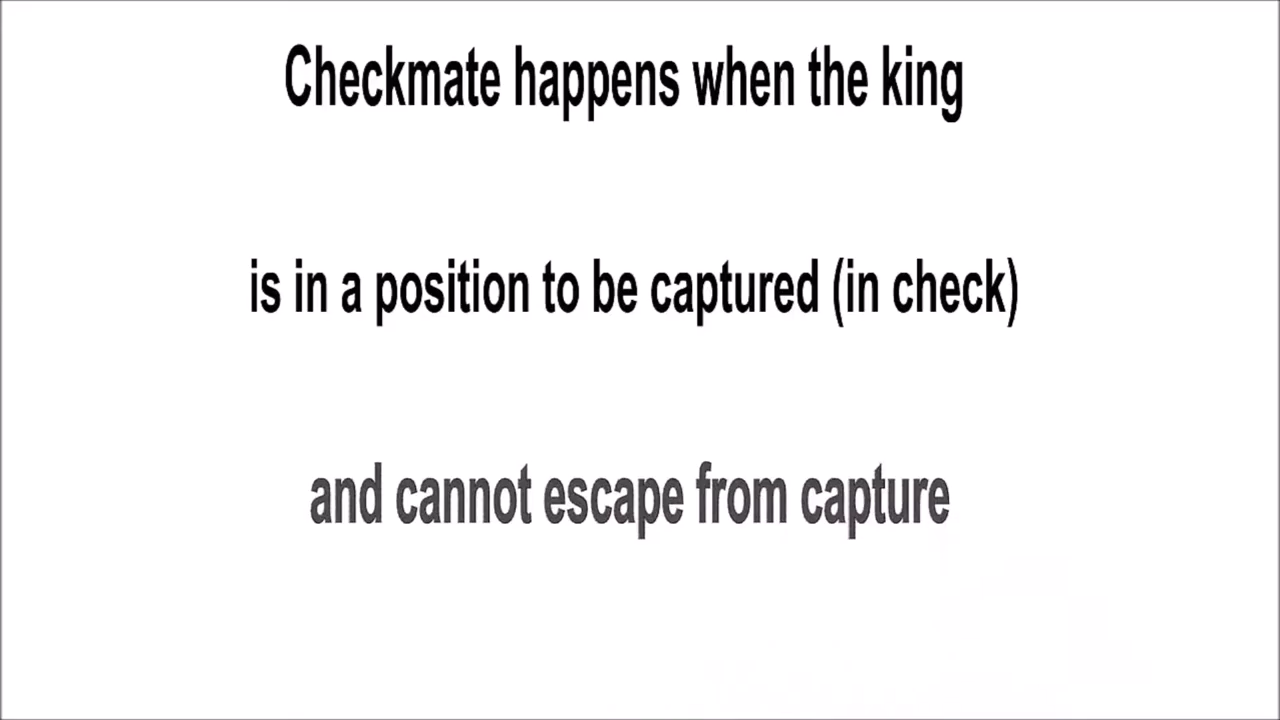 Checkmate happens when the king
is in a position to be captured (in check)
and cannot escape from capture